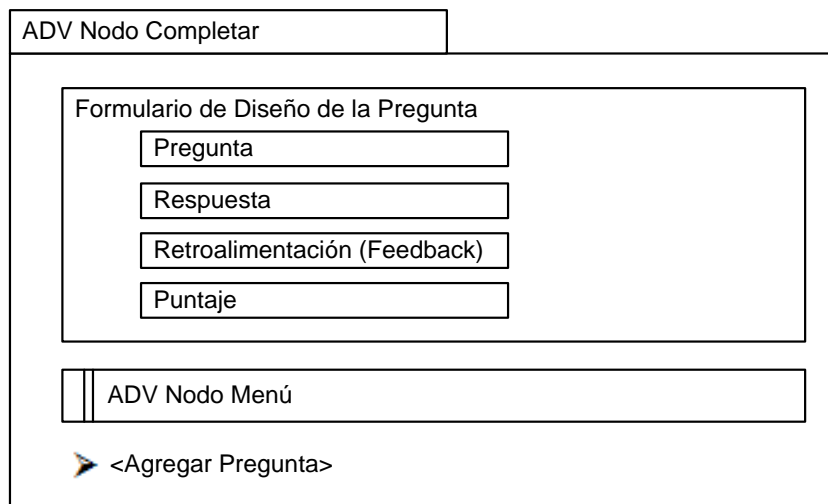 ADV Nodo Completar
Formulario de Diseño de la Pregunta
Pregunta
Respuesta
Retroalimentación (Feedback)
Puntaje
ADV Nodo Menú
<Agregar Pregunta>